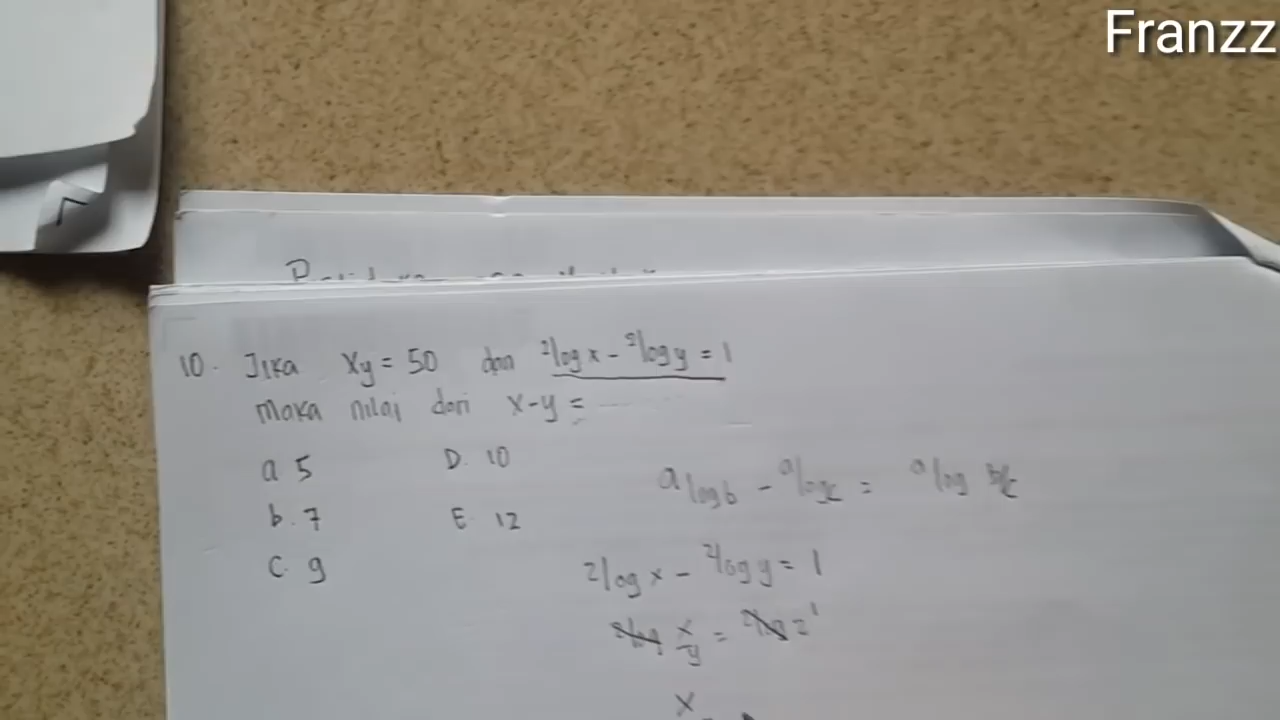 Franzz
10. Jika xy = 50 dan ²log x - ²log y = 1
maka nilai dari x-y = ......
a. 5 D. 10
b. 7 E. 12
C. 9
ᵃlog b - ᵃlog c = ᵃlog b/c
²log x - ²log y = 1
²log x/y = ²log 2¹
x